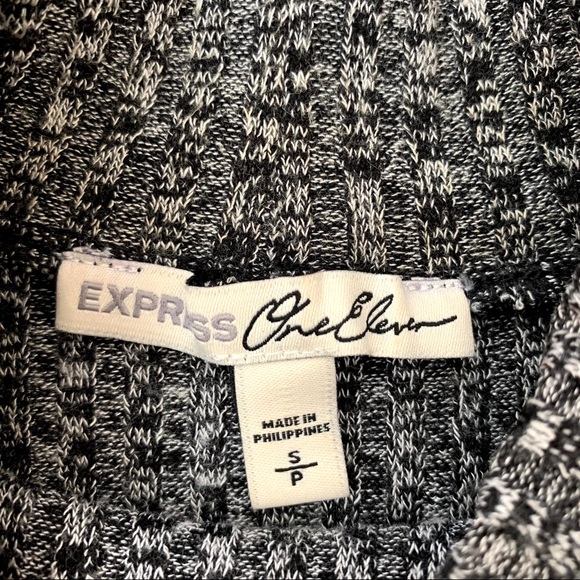 EXPRESS One Eleven
MADE IN
PHILIPPINES
S
P